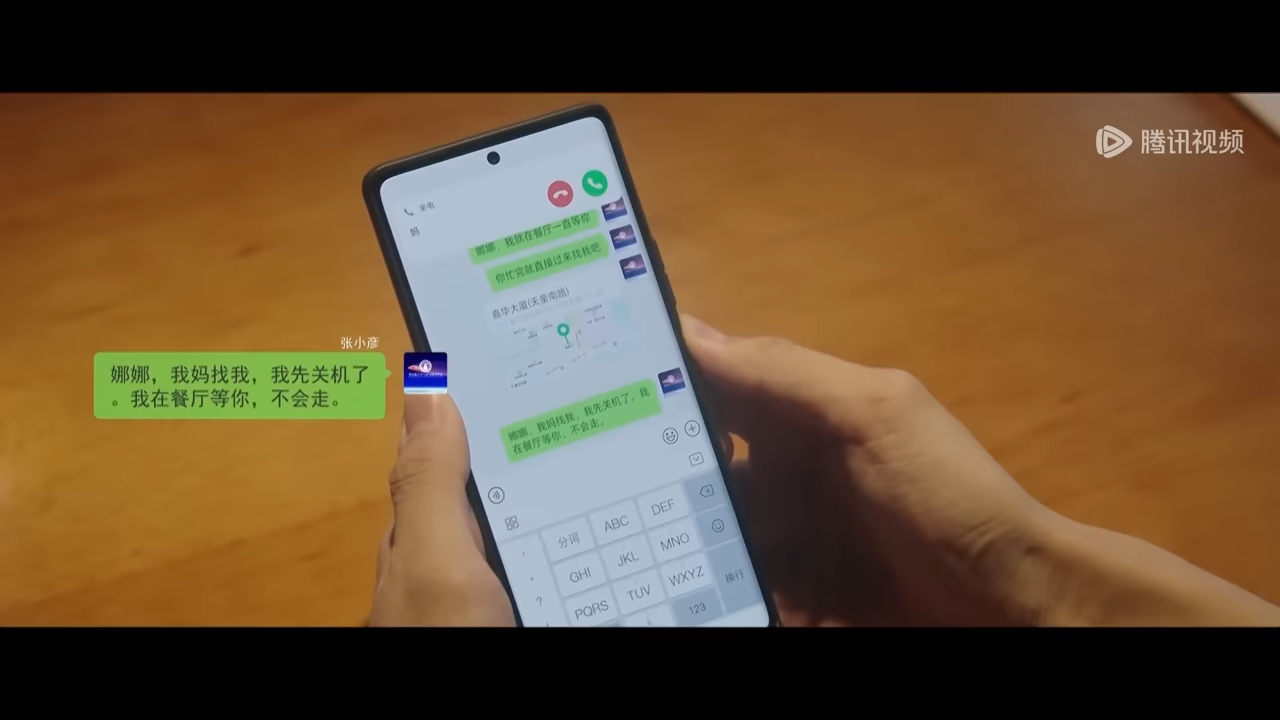 腾讯视频
来电
妈
娜娜，我就在餐厅一直等你
你忙完就直接过来找我吧
嘉华大厦(天童南路)
张小彦
娜娜，我妈找我，我先关机了
。我在餐厅等你，不会走。
娜娜，我妈找我，我先关机了，我
在餐厅等你，不会走。
分词 ABC DEF
GHI JKL MNO
PQRS TUV WXYZ 换行
123